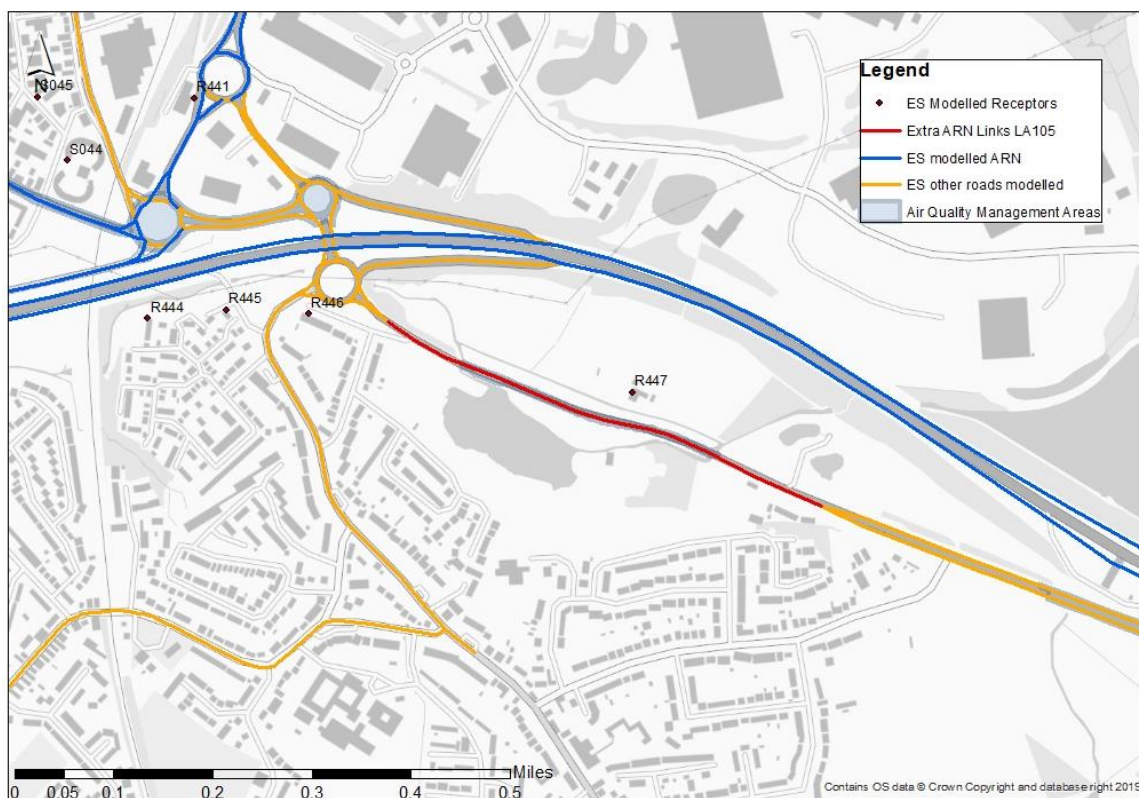 N
S045
R441
S044
R444
R445
R446
R447
Legend
ES Modelled Receptors
Extra ARN Links LA105
ES modelled ARN
ES other roads modelled
Air Quality Management Areas
Miles
0 0.05 0.1 0.2 0.3 0.4 0.5
Contains OS data © Crown Copyright and database right 2019